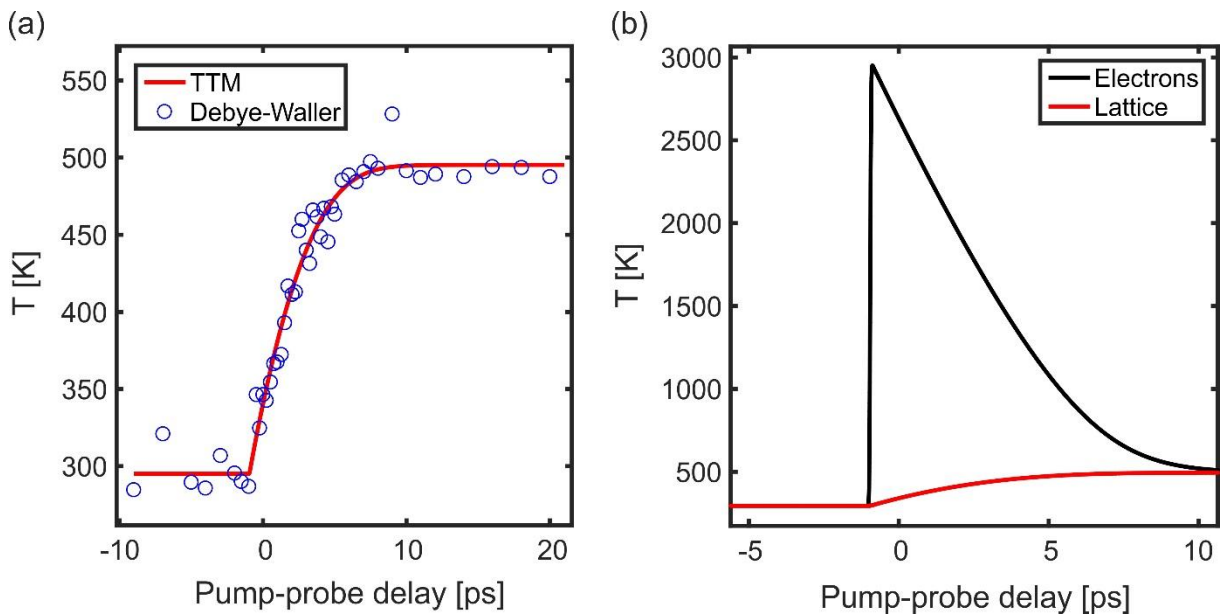 (a)
T [K]
550
500
450
400
350
300
TTM
Debye-Waller
-10
0
10
20
Pump-probe delay [ps]
(b)
T [K]
3000
2500
2000
1500
1000
500
Electrons
Lattice
-5
0
5
10
Pump-probe delay [ps]